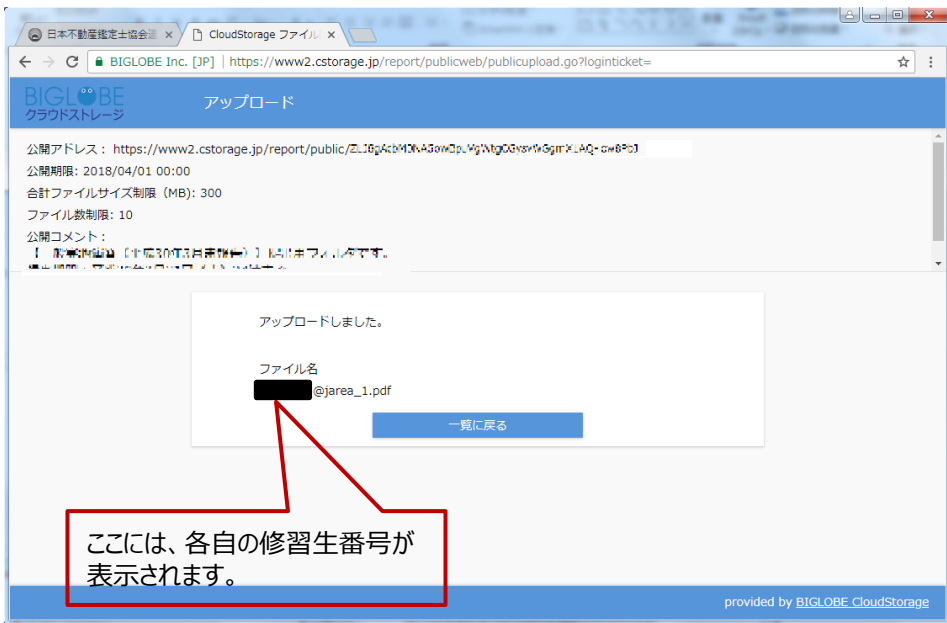 日本不動産鑑定士協会連
CloudStorage ファイル
BIGLOBE Inc. [JP] | https://www2.cstorage.jp/report/publicweb/publicupload.go?loginticket=
BIGLOBE
クラウドストレージ
アップロード
公開アドレス： https://www2.cstorage.jp/report/public/
公開期限: 2018/04/01 00:00
合計ファイルサイズ制限（MB）: 300
ファイル数制限: 10
公開コメント：
アップロードしました。
ファイル名
@jarea_1.pdf
一覧に戻る
ここには、各自の修習生番号が
表示されます。
provided by BIGLOBE CloudStorage